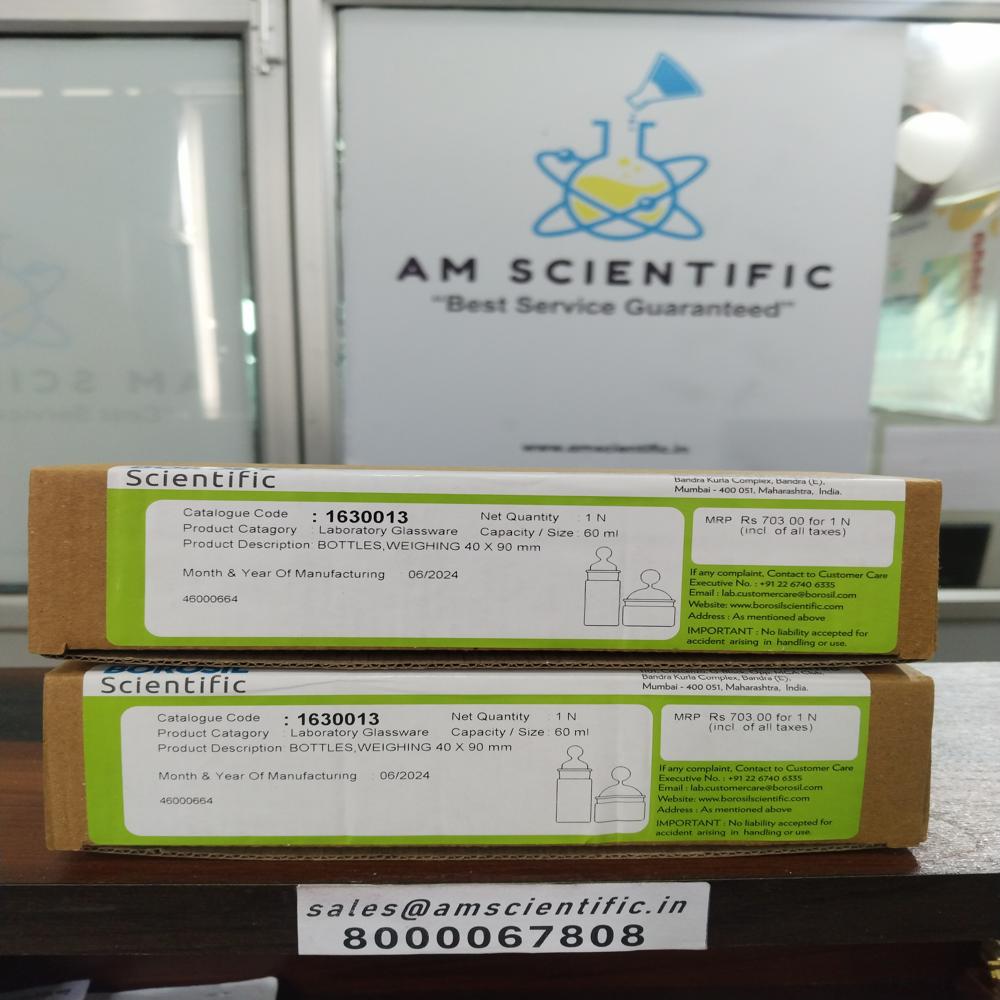 AM SCIENTIFIC
"Best Service Guaranteed"
www.amscientific.in
Scientific
Bandra Kurla Complex, Bandra (E),
Mumbai - 400 051, Maharashtra, India.
Catalogue Code : 1630013
Net Quantity : 1 N
Product Catagory : Laboratory Glassware
Capacity / Size : 60 ml
Product Description : BOTTLES,WEIGHING 40 X 90 mm
Month & Year Of Manufacturing : 06/2024
46000664
MRP Rs 703.00 for 1 N
(incl. of all taxes)
If any complaint, Contact to Customer Care
Executive No. : +91 22 6740 6335
Email : lab.customercare@borosil.com
Website: www.borosilscientific.com
Address : As mentioned above
IMPORTANT : No liability accepted for
accident arising in handling or use.
BOROSIL
Scientific
Bandra Kurla Complex, Bandra (E),
Mumbai - 400 051, Maharashtra, India.
Catalogue Code : 1630013
Net Quantity : 1 N
Product Catagory : Laboratory Glassware
Capacity / Size : 60 ml
Product Description BOTTLES,WEIGHING 40 X 90 mm
Month & Year Of Manufacturing : 06/2024
46000664
MRP Rs 703.00 for 1 N
(incl. of all taxes)
If any complaint, Contact to Customer Care
Executive No. : +91 22 6740 6335
Email : lab.customercare@borosil.com
Website: www.borosilscientific.com
Address : As mentioned above
IMPORTANT : No liability accepted for
accident arising in handling or use.
sales@amscientific.in
8000067808